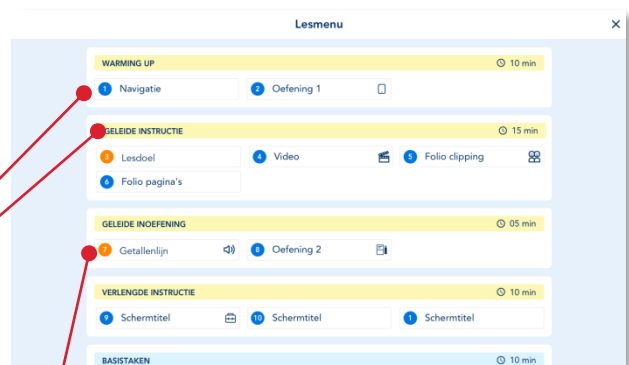 Lesmenu ×
WARMING UP 10 min
1 Navigatie 2 Oefening 1
GELEIDE INSTRUCTIE 15 min
3 Lesdoel 4 Video 5 Folio clipping
6 Folio pagina's
GELEIDE INOEFENING 05 min
7 Getallenlijn 8 Oefening 2
VERLENGDE INSTRUCTIE 10 min
9 Schermtitel 10 Schermtitel 1 Schermtitel
BASISTAKEN 10 min